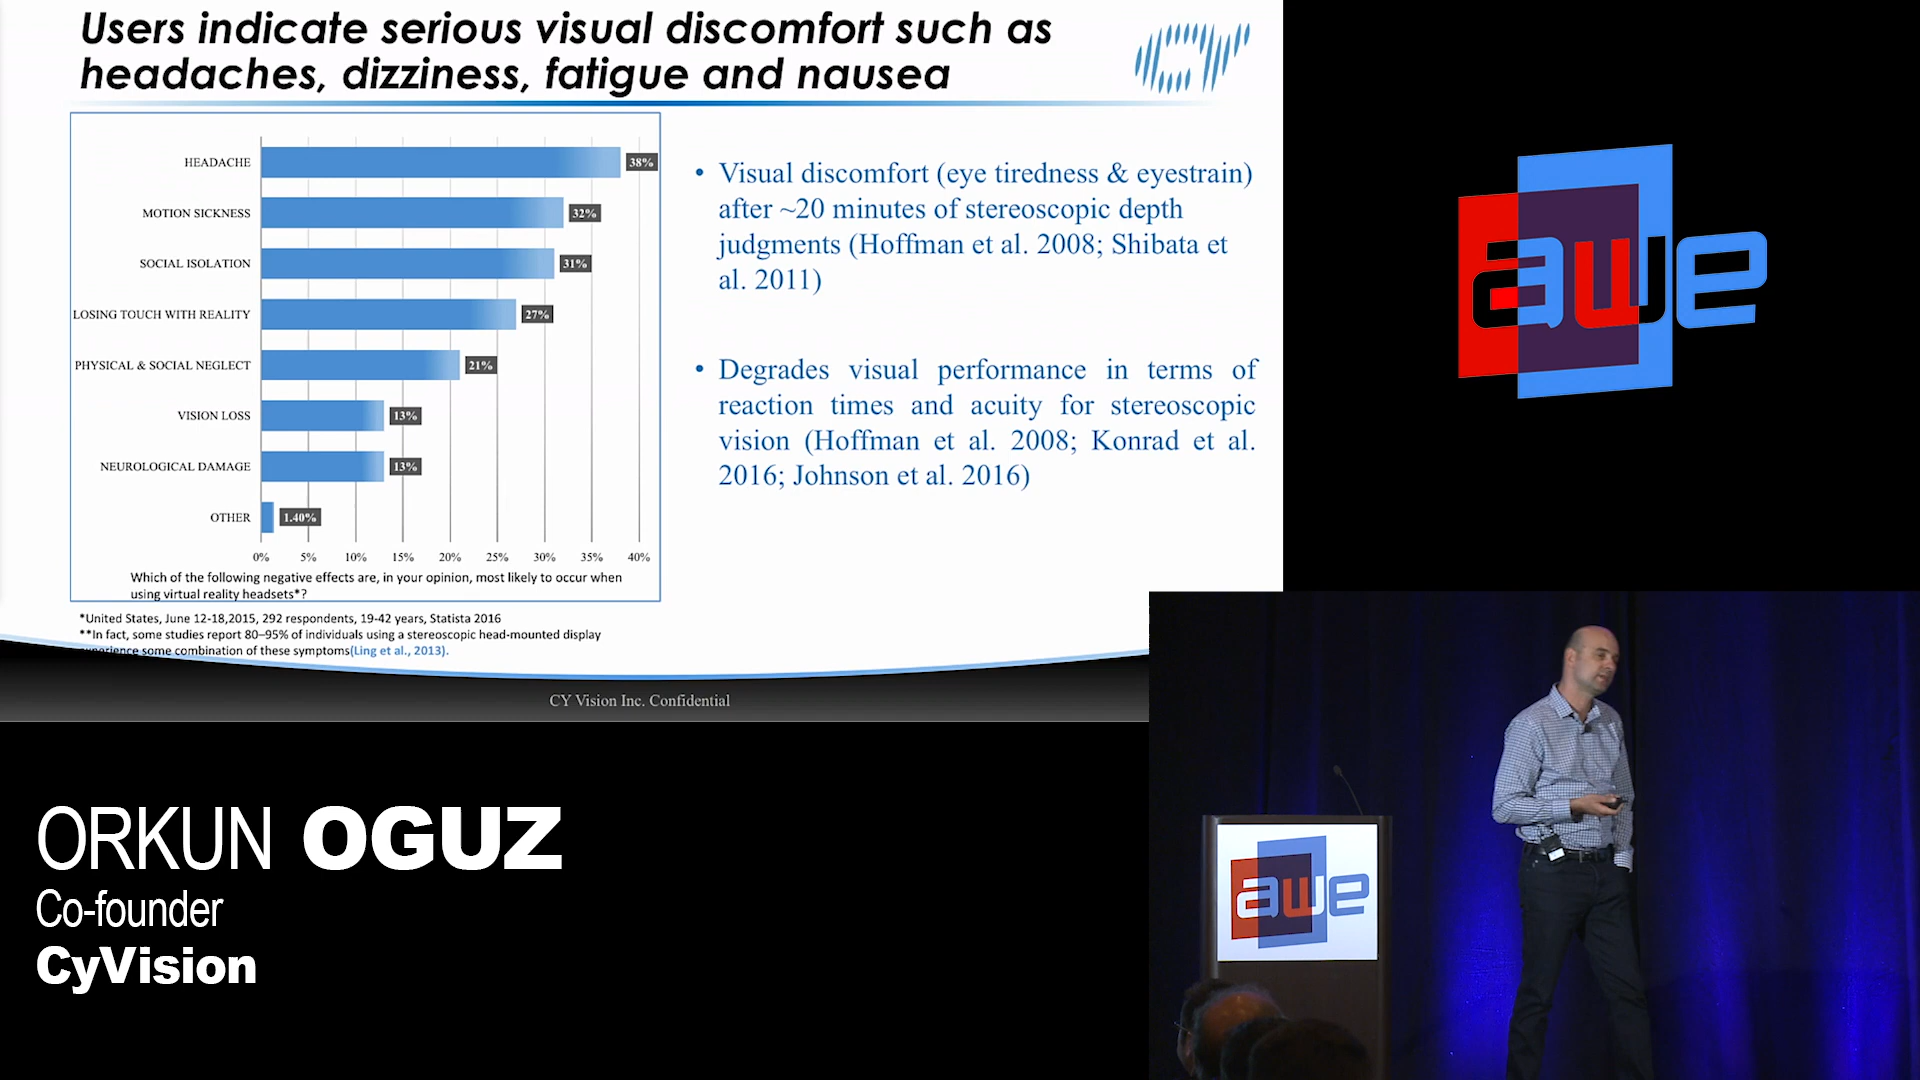 Users indicate serious visual discomfort such as
headaches, dizziness, fatigue and nausea
CY
HEADACHE
38%
MOTION SICKNESS
32%
SOCIAL ISOLATION
31%
LOSING TOUCH WITH REALITY
27%
PHYSICAL & SOCIAL NEGLECT
21%
VISION LOSS
13%
NEUROLOGICAL DAMAGE
13%
OTHER
1.40%
0% 5% 10% 15% 20% 25% 30% 35% 40%
Which of the following negative effects are, in your opinion, most likely to occur when
using virtual reality headsets*?
*United States, June 12-18,2015, 292 respondents, 19-42 years, Statista 2016
**In fact, some studies report 80–95% of individuals using a stereoscopic head-mounted display
experience some combination of these symptoms(Ling et al., 2013).
• Visual discomfort (eye tiredness & eyestrain)
after ~20 minutes of stereoscopic depth
judgments (Hoffman et al. 2008; Shibata et
al. 2011)
• Degrades visual performance in terms of
reaction times and acuity for stereoscopic
vision (Hoffman et al. 2008; Konrad et al.
2016; Johnson et al. 2016)
CY Vision Inc. Confidential
awe
ORKUN OGUZ
Co-founder
CyVision
awe